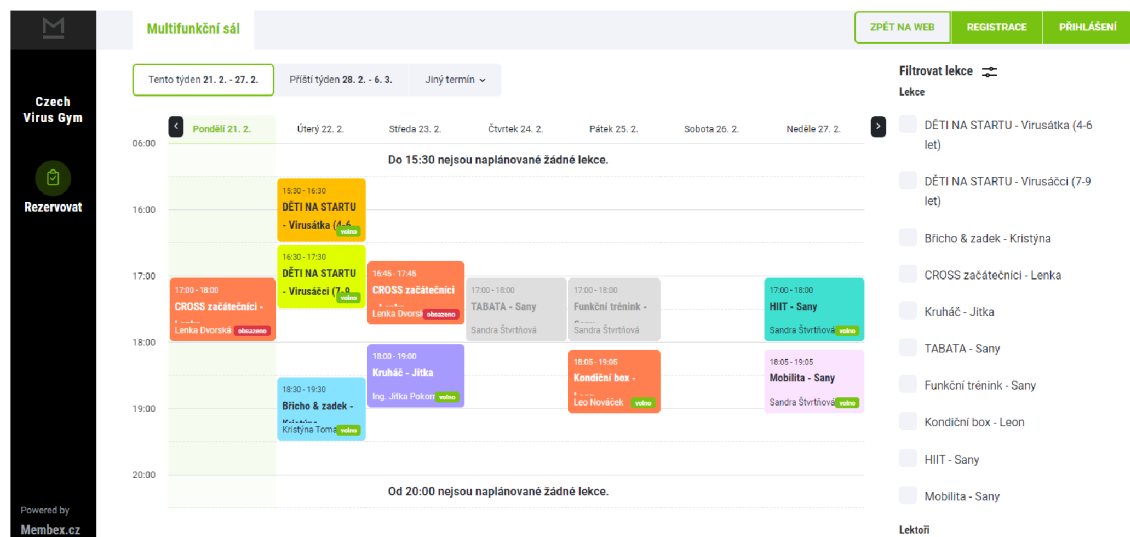 Multifunkční sál
ZPĚT NA WEB
REGISTRACE
PŘIHLÁŠENÍ
Czech
Virus Gym
Rezervovat
Powered by
Membex.cz
Tento týden 21. 2. - 27. 2.
Příští týden 28. 2. - 6. 3.
Jiný termín
Pondělí 21. 2.
Úterý 22. 2.
Středa 23. 2.
Čtvrtek 24. 2.
Pátek 25. 2.
Sobota 26. 2.
Neděle 27. 2.
06:00
Do 15:30 nejsou naplánované žádné lekce.
16:00
17:00
18:00
19:00
20:00
17:00 - 18:00
CROSS začátečníci -
Lenka Dvorská
obsazeno
15:30 - 16:30
DĚTI NA STARTU
- Virusátka (4-6
volno
16:30 - 17:30
DĚTI NA STARTU
- Virusáčci (7-9
volno
18:30 - 19:30
Břicho & zadek -
Kristýna Toma
volno
16:45 - 17:45
CROSS začátečníci
Lenka Dvorsk
obsazeno
18:00 - 19:00
Kruháč - Jitka
Ing. Jitka Pokorn
volno
17:00 - 18:00
TABATA - Sany
Sandra Štvrtňová
17:00 - 18:00
Funkční trénink -
Sandra Štvrtňová
18:05 - 19:05
Kondiční box -
Leo Nováček
volno
17:00 - 18:00
HIIT - Sany
Sandra Štvrtňová
volno
18:05 - 19:05
Mobilita - Sany
Sandra Štvrtňová
volno
Od 20:00 nejsou naplánované žádné lekce.
Filtrovat lekce
Lekce
DĚTI NA STARTU - Virusátka (4-6
let)
DĚTI NA STARTU - Virusáčci (7-9
let)
Břicho & zadek - Kristýna
CROSS začátečníci - Lenka
Kruháč - Jitka
TABATA - Sany
Funkční trénink - Sany
Kondiční box - Leon
HIIT - Sany
Mobilita - Sany
Lektoři